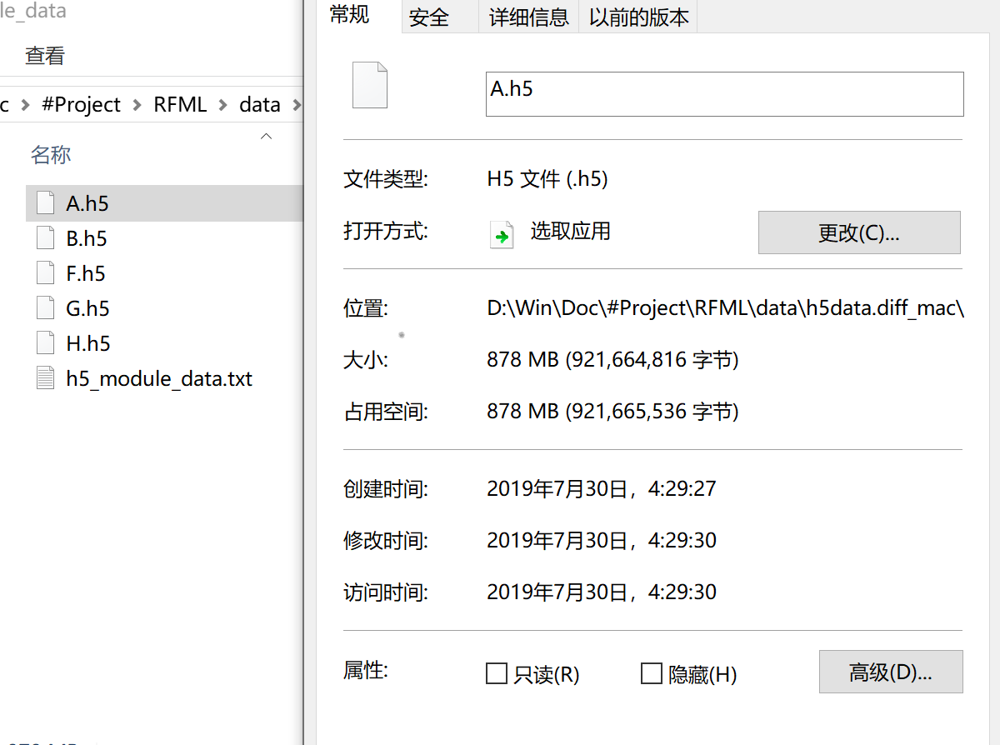 le_data
查看
c > #Project > RFML > data >
名称
A.h5
B.h5
F.h5
G.h5
H.h5
h5_module_data.txt
常规 安全 详细信息 以前的版本
A.h5
文件类型: H5 文件 (.h5)
打开方式: 选取应用 更改(C)...
位置: D:\Win\Doc\#Project\RFML\data\h5data.diff_mac\
大小: 878 MB (921,664,816 字节)
占用空间: 878 MB (921,665,536 字节)
创建时间: 2019年7月30日，4:29:27
修改时间: 2019年7月30日，4:29:30
访问时间: 2019年7月30日，4:29:30
属性: 只读(R) 隐藏(H) 高级(D)...